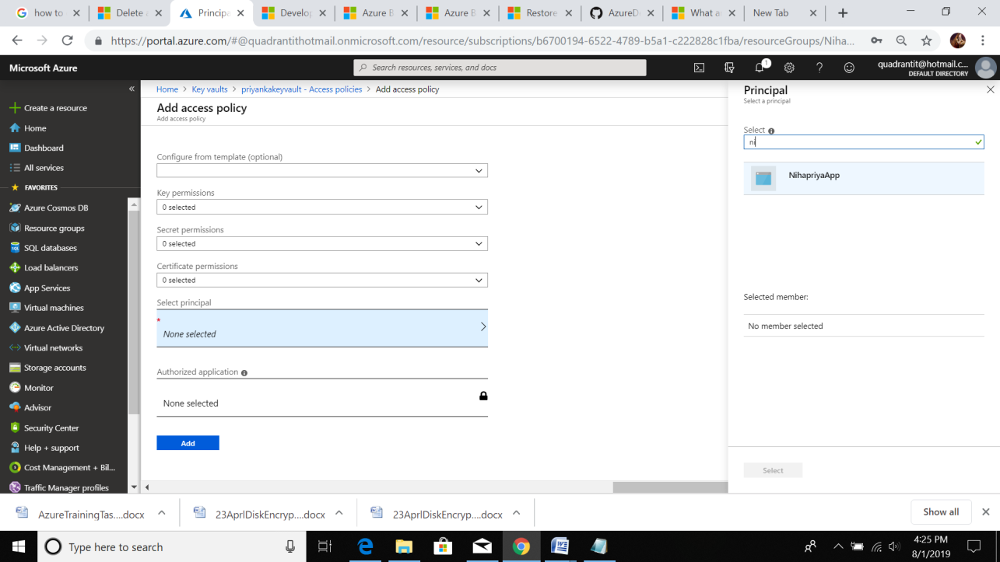 how to
Delete a
Principa
Develop
Azure B
Azure B
Restore
AzureDi
What ar
New Tab
https://portal.azure.com/#@quadrantithotmail.onmicrosoft.com/resource/subscriptions/b6700194-6522-4789-b5a1-c222828c1fba/resourceGroups/Niha...
Microsoft Azure
Search resources, services, and docs
1
quadrantit@hotmail.c...
DEFAULT DIRECTORY
Create a resource
Home
Dashboard
All services
FAVORITES
Azure Cosmos DB
Resource groups
SQL databases
Load balancers
App Services
Virtual machines
Azure Active Directory
Virtual networks
Storage accounts
Monitor
Advisor
Security Center
Help + support
Cost Management + Bil...
Traffic Manager profiles
Home > Key vaults > priyankakeyvault - Access policies > Add access policy
Add access policy
Add access policy
Configure from template (optional)
Key permissions
0 selected
Secret permissions
0 selected
Certificate permissions
0 selected
Select principal
* None selected
Authorized application
None selected
Add
Principal
Select a principal
Select
ni
NihapriyaApp
Selected member:
No member selected
Select
AzureTrainingTas....docx
23AprlDiskEncryp....docx
23AprlDiskEncryp....docx
Show all
Type here to search
4:25 PM
8/1/2019